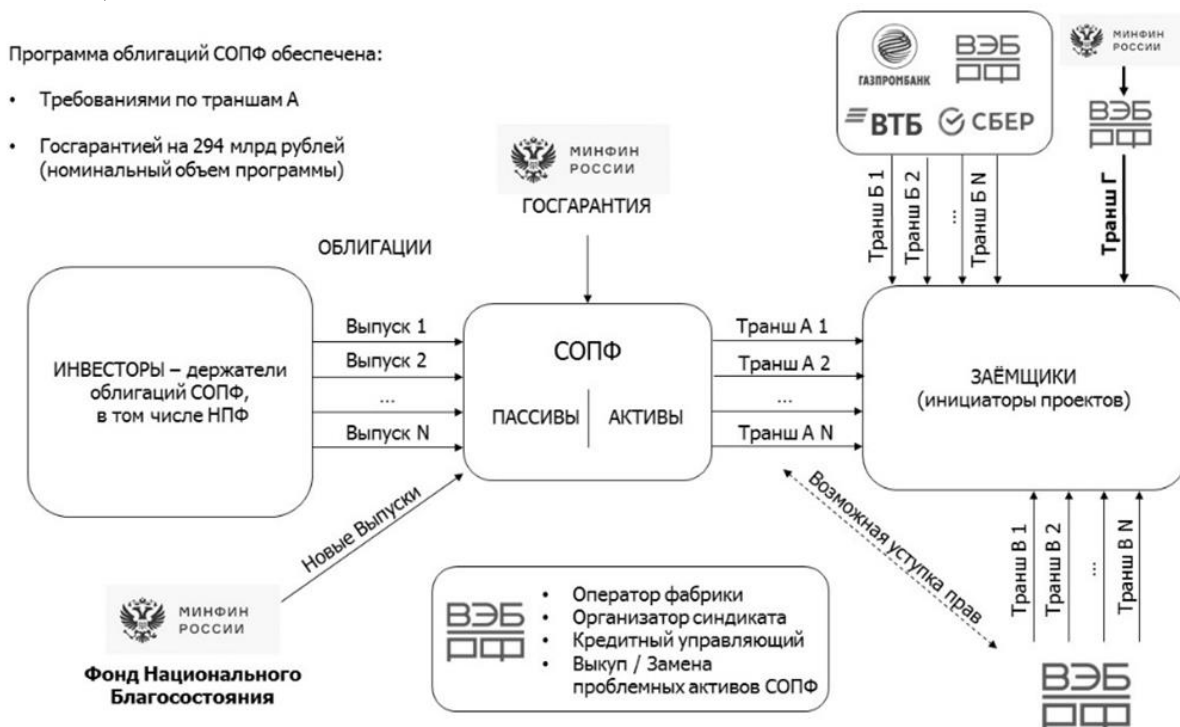 Программа облигаций СОПФ обеспечена:
• Требованиями по траншам А
• Госгарантией на 294 млрд рублей
(номинальный объем программы)
МИНФИН
РОССИИ
ГОСГАРАНТИЯ
ГАЗПРОМБАНК
ВЭБ
РФ
ВТБ
СБЕР
МИНФИН
РОССИИ
ВЭБ
РФ
Транш Б 1
Транш Б 2
...
Транш Б N
Транш Г
ОБЛИГАЦИИ
ИНВЕСТОРЫ – держатели
облигаций СОПФ,
в том числе НПФ
Выпуск 1
Выпуск 2
...
Выпуск N
СОПФ
ПАССИВЫ
АКТИВЫ
Транш А 1
Транш А 2
...
Транш А N
ЗАЁМЩИКИ
(инициаторы проектов)
Новые Выпуски
Возможная уступка прав
Транш В 1
Транш В 2
...
Транш В N
МИНФИН
РОССИИ
Фонд Национального
Благосостояния
ВЭБ
РФ
• Оператор фабрики
• Организатор синдиката
• Кредитный управляющий
• Выкуп / Замена
проблемных активов СОПФ
ВЭБ
РФ